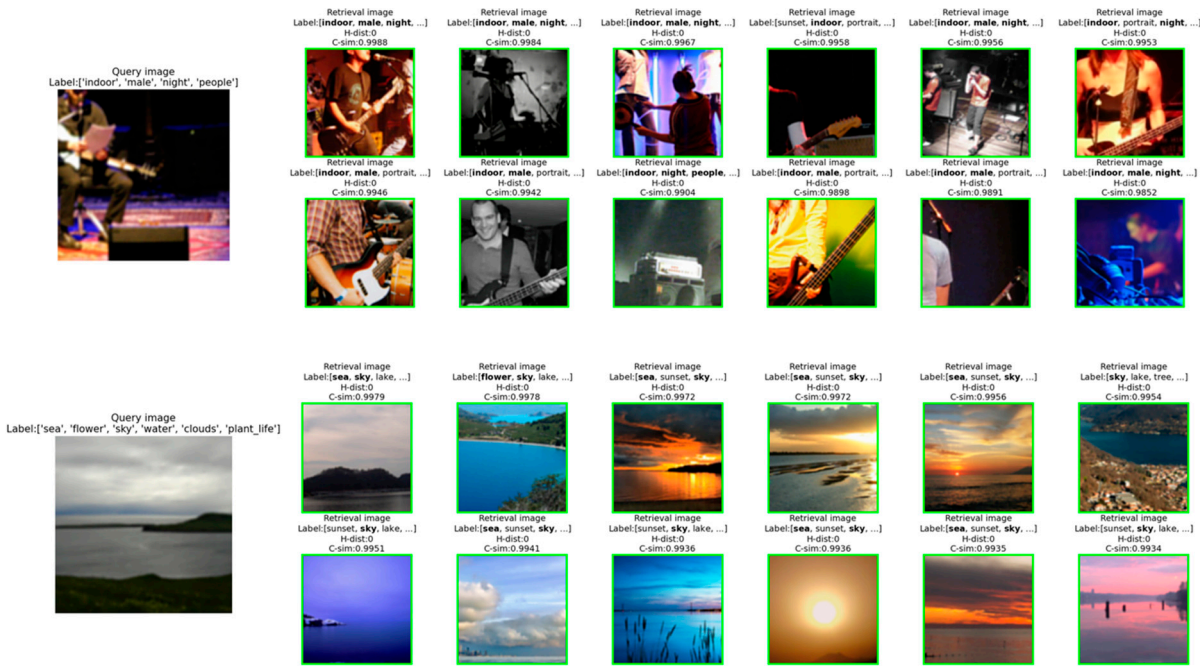 Query image
Label:['indoor', 'male', 'night', 'people']
Retrieval image
Label:[indoor, male, night, ...]
H-dist:0
C-sim:0.9988
Retrieval image
Label:[indoor, male, night, ...]
H-dist:0
C-sim:0.9984
Retrieval image
Label:[indoor, male, night, ...]
H-dist:0
C-sim:0.9967
Retrieval image
Label:[sunset, indoor, portrait, ...]
H-dist:0
C-sim:0.9958
Retrieval image
Label:[indoor, male, night, ...]
H-dist:0
C-sim:0.9956
Retrieval image
Label:[indoor, portrait, night, ...]
H-dist:0
C-sim:0.9953
Retrieval image
Label:[indoor, male, portrait, ...]
H-dist:0
C-sim:0.9946
Retrieval image
Label:[indoor, male, portrait, ...]
H-dist:0
C-sim:0.9942
Retrieval image
Label:[indoor, night, people, ...]
H-dist:0
C-sim:0.9904
Retrieval image
Label:[indoor, male, portrait, ...]
H-dist:0
C-sim:0.9898
Retrieval image
Label:[indoor, male, portrait, ...]
H-dist:0
C-sim:0.9891
Retrieval image
Label:[indoor, male, night, ...]
H-dist:0
C-sim:0.9852
Query image
Label:['sea', 'flower', 'sky', 'water', 'clouds', 'plant_life']
Retrieval image
Label:[sea, sky, lake, ...]
H-dist:0
C-sim:0.9979
Retrieval image
Label:[flower, sky, lake, ...]
H-dist:0
C-sim:0.9978
Retrieval image
Label:[sea, sunset, sky, ...]
H-dist:0
C-sim:0.9972
Retrieval image
Label:[sea, sunset, sky, ...]
H-dist:0
C-sim:0.9972
Retrieval image
Label:[sea, sunset, sky, ...]
H-dist:0
C-sim:0.9956
Retrieval image
Label:[sky, lake, tree, ...]
H-dist:0
C-sim:0.9954
Retrieval image
Label:[sunset, sky, lake, ...]
H-dist:0
C-sim:0.9951
Retrieval image
Label:[sea, sunset, sky, ...]
H-dist:0
C-sim:0.9941
Retrieval image
Label:[sunset, sky, lake, ...]
H-dist:0
C-sim:0.9936
Retrieval image
Label:[sea, sunset, sky, ...]
H-dist:0
C-sim:0.9936
Retrieval image
Label:[sea, sunset, sky, ...]
H-dist:0
C-sim:0.9935
Retrieval image
Label:[sunset, sky, lake, ...]
H-dist:0
C-sim:0.9934